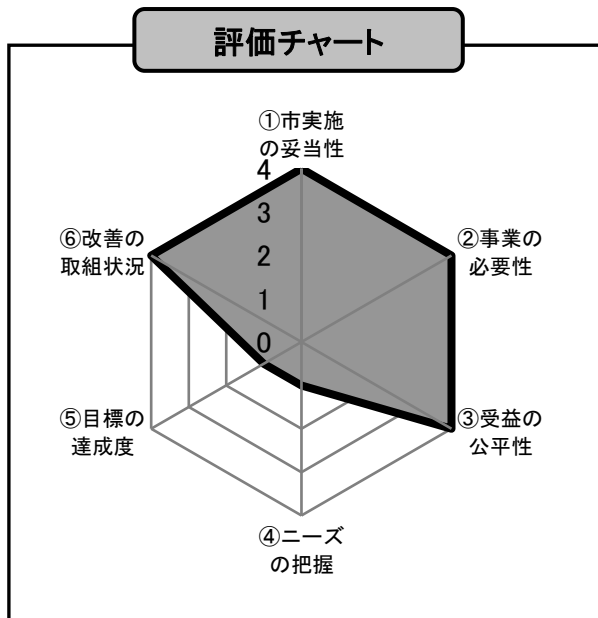 評価チャート
①市実施
の妥当性
4
3
2
1
0
②事業の
必要性
③受益の
公平性
④ニーズ
の把握
⑤目標の
達成度
⑥改善の
取組状況